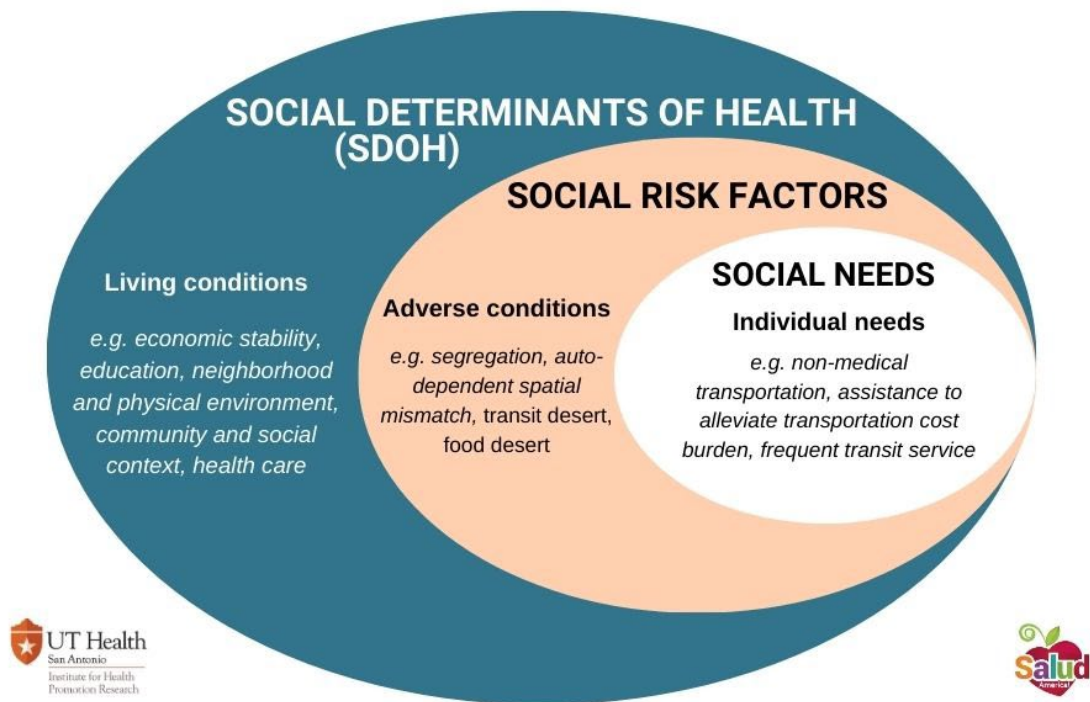 SOCIAL DETERMINANTS OF HEALTH
(SDOH)
SOCIAL RISK FACTORS
SOCIAL NEEDS
Living conditions
e.g. economic stability,
education, neighborhood
and physical environment,
community and social
context, health care
Adverse conditions
e.g. segregation, auto-
dependent spatial
mismatch, transit desert,
food desert
Individual needs
e.g. non-medical
transportation, assistance to
alleviate transportation cost
burden, frequent transit service
UT Health
San Antonio
Institute for Health
Promotion Research
Salud
America!